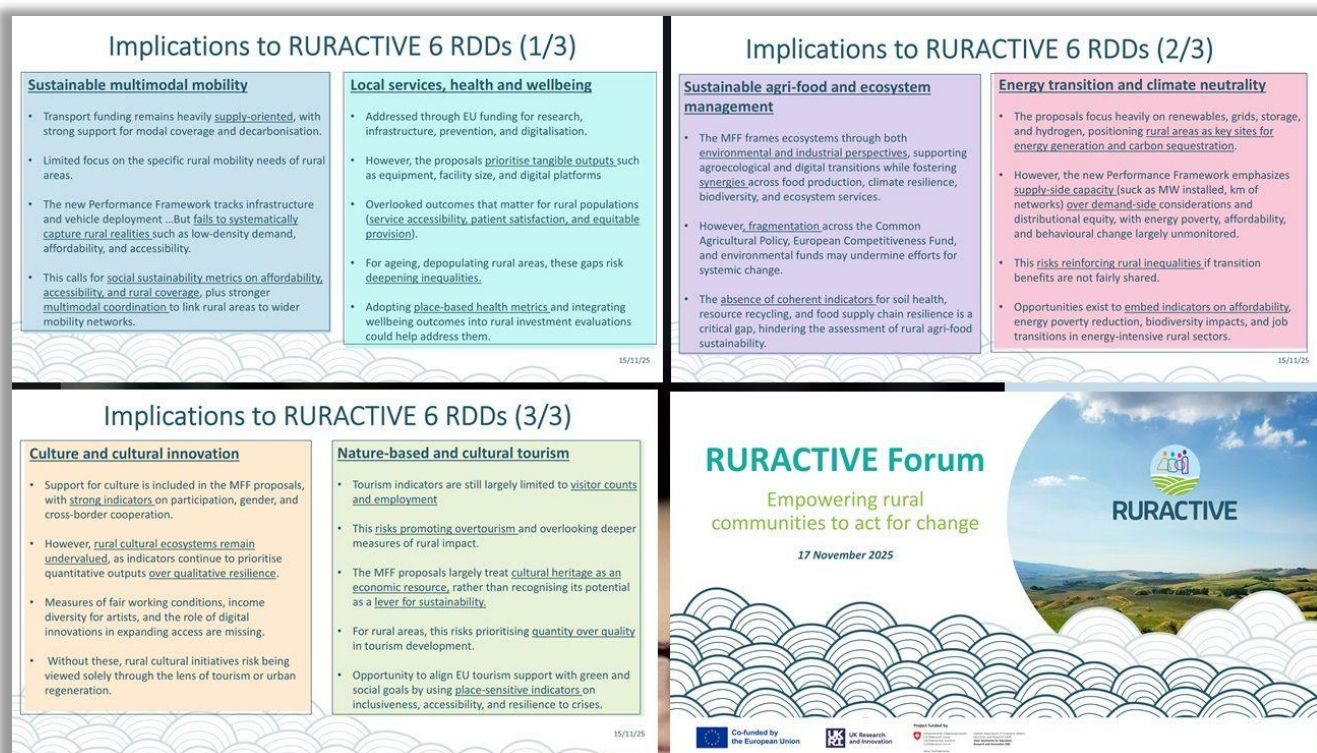 Implications to RURACTIVE 6 RDDs (1/3)
Sustainable multimodal mobility
• Transport funding remains heavily supply-oriented, with
strong support for modal coverage and decarbonisation.
• Limited focus on the specific rural mobility needs of rural
areas.
• The new Performance Framework tracks infrastructure
and vehicle deployment ...But fails to systematically
capture rural realities such as low-density demand,
affordability, and accessibility.
• This calls for social sustainability metrics on affordability,
accessibility, and rural coverage, plus stronger
multimodal coordination to link rural areas to wider
mobility networks.
Local services, health and wellbeing
• Addressed through EU funding for research,
infrastructure, prevention, and digitalisation.
• However, the proposals prioritise tangible outputs such
as equipment, facility size, and digital platforms
• Overlooked outcomes that matter for rural populations
(service accessibility, patient satisfaction, and equitable
provision).
• For ageing, depopulating rural areas, these gaps risk
deepening inequalities.
• Adopting place-based health metrics and integrating
wellbeing outcomes into rural investment evaluations
could help address them.
15/11/25
Implications to RURACTIVE 6 RDDs (2/3)
Sustainable agri-food and ecosystem
management
• The MFF frames ecosystems through both
environmental and industrial perspectives, supporting
agroecological and digital transitions while fostering
synergies across food production, climate resilience,
biodiversity, and ecosystem services.
• However, fragmentation across the Common
Agricultural Policy, European Competitiveness Fund,
and environmental funds may undermine efforts for
systemic change.
• The absence of coherent indicators for soil health,
resource recycling, and food supply chain resilience is a
critical gap, hindering the assessment of rural agri-food
sustainability.
Energy transition and climate neutrality
• The proposals focus heavily on renewables, grids, storage,
and hydrogen, positioning rural areas as key sites for
energy generation and carbon sequestration.
• However, the new Performance Framework emphasizes
supply-side capacity (suck as MW installed, km of
networks) over demand-side considerations and
distributional equity, with energy poverty, affordability,
and behavioural change largely unmonitored.
• This risks reinforcing rural inequalities if transition
benefits are not fairly shared.
• Opportunities exist to embed indicators on affordability,
energy poverty reduction, biodiversity impacts, and job
transitions in energy-intensive rural sectors.
15/11/25
Implications to RURACTIVE 6 RDDs (3/3)
Culture and cultural innovation
• Support for culture is included in the MFF proposals,
with strong indicators on participation, gender, and
cross-border cooperation.
• However, rural cultural ecosystems remain
undervalued, as indicators continue to prioritise
quantitative outputs over qualitative resilience.
• Measures of fair working conditions, income
diversity for artists, and the role of digital
innovations in expanding access are missing.
• Without these, rural cultural initiatives risk being
viewed solely through the lens of tourism or urban
regeneration.
Nature-based and cultural tourism
• Tourism indicators are still largely limited to visitor counts
and employment
• This risks promoting overtourism and overlooking deeper
measures of rural impact.
• The MFF proposals largely treat cultural heritage as an
economic resource, rather than recognising its potential
as a lever for sustainability.
• For rural areas, this risks prioritising quantity over quality
in tourism development.
• Opportunity to align EU tourism support with green and
social goals by using place-sensitive indicators on
inclusiveness, accessibility, and resilience to crises.
15/11/25
RURACTIVE Forum
Empowering rural
communities to act for change
17 November 2025
RURACTIVE
Co-funded by
the European Union
UKRI
UK Research
and Innovation
Project funded by